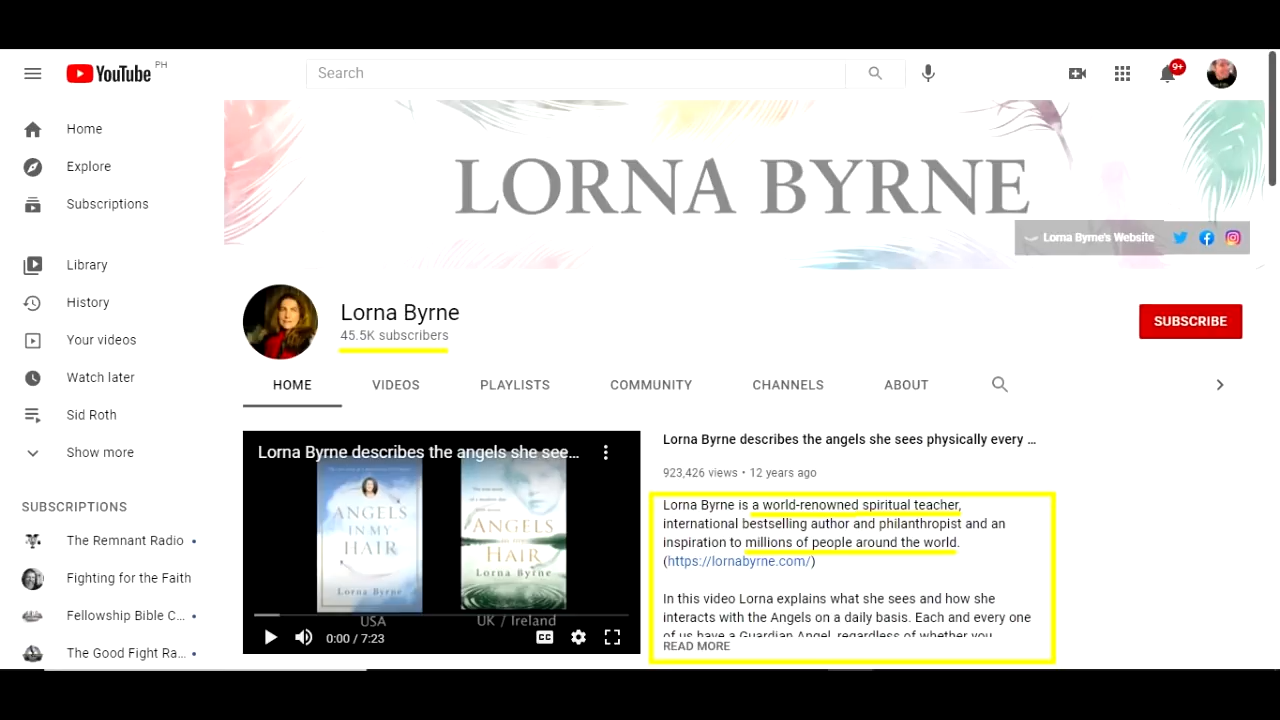 YouTube PH
Search
9+
Home
Explore
Subscriptions
Library
History
Your videos
Watch later
Sid Roth
Show more
SUBSCRIPTIONS
The Remnant Radio
Fighting for the Faith
Fellowship Bible C...
The Good Fight Ra...
LORNA BYRNE
Lorna Byrne's Website
Lorna Byrne
45.5K subscribers
SUBSCRIBE
HOME VIDEOS PLAYLISTS COMMUNITY CHANNELS ABOUT
Lorna Byrne describes the angels she see...
ANGELS
IN MY
HAIR
Lorna Byrne
USA
ANGELS
HAIR
Lorna Byrne
UK / Ireland
0:00 / 7:23
CC
Lorna Byrne describes the angels she sees physically every ...
923,426 views • 12 years ago
Lorna Byrne is a world-renowned spiritual teacher,
international bestselling author and philanthropist and an
inspiration to millions of people around the world.
(https://lornabyrne.com/)
In this video Lorna explains what she sees and how she
interacts with the Angels on a daily basis. Each and every one
of us have a Guardian Angel, regardless of whether you
READ MORE